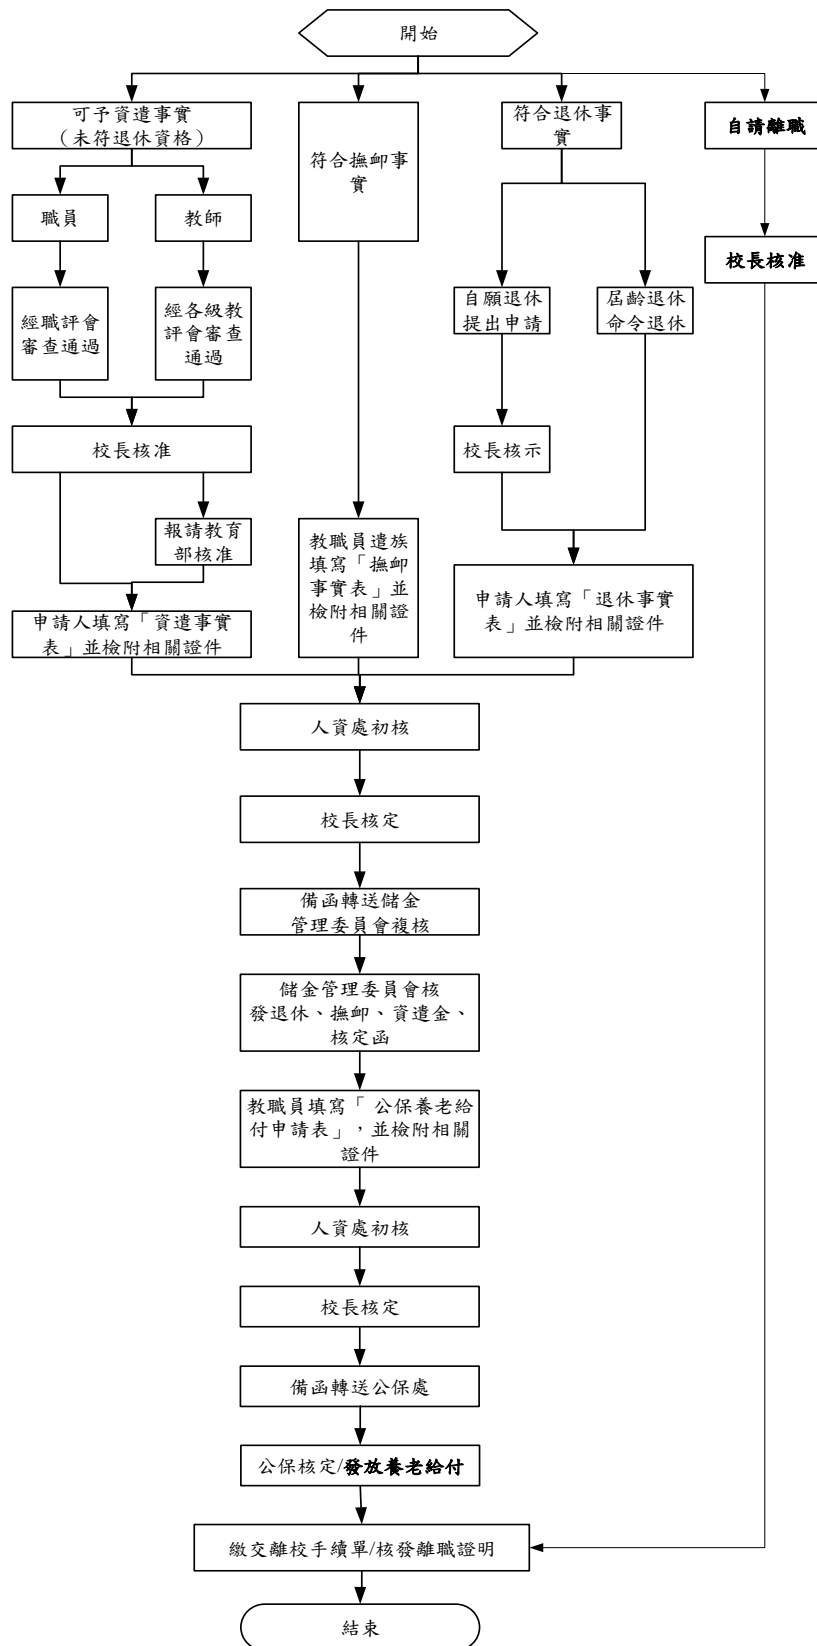 開始
可予資遣事實
（未符退休資格）
符合撫卹事
實
符合退休事
實
自請離職
職員
教師
校長核准
經職評會
審查通過
經各級教
評會審查
通過
自願退休
提出申請
屆齡退休
命令退休
校長核准
校長核示
報請教育
部核准
教職員遺族
填寫「撫卹
事實表」並
檢附相關證
件
申請人填寫「退休事實
表」並檢附相關證件
申請人填寫「資遣事實
表」並檢附相關證件
人資處初核
校長核定
備函轉送儲金
管理委員會複核
儲金管理委員會核
發退休、撫卹、資遣金、
核定函
教職員填寫「 公保養老給
付申請表」，並檢附相關
證件
人資處初核
校長核定
備函轉送公保處
公保核定/發放養老給付
繳交離校手續單/核發離職證明
結束